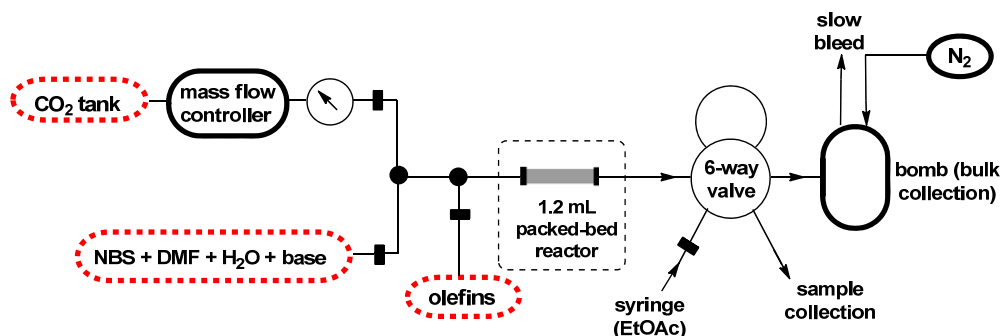 slow
bleed
N2
CO2 tank
mass flow
controller
6-way
valve
bomb (bulk
collection)
1.2 mL
packed-bed
reactor
NBS + DMF + H2O + base
olefins
syringe
(EtOAc)
sample
collection